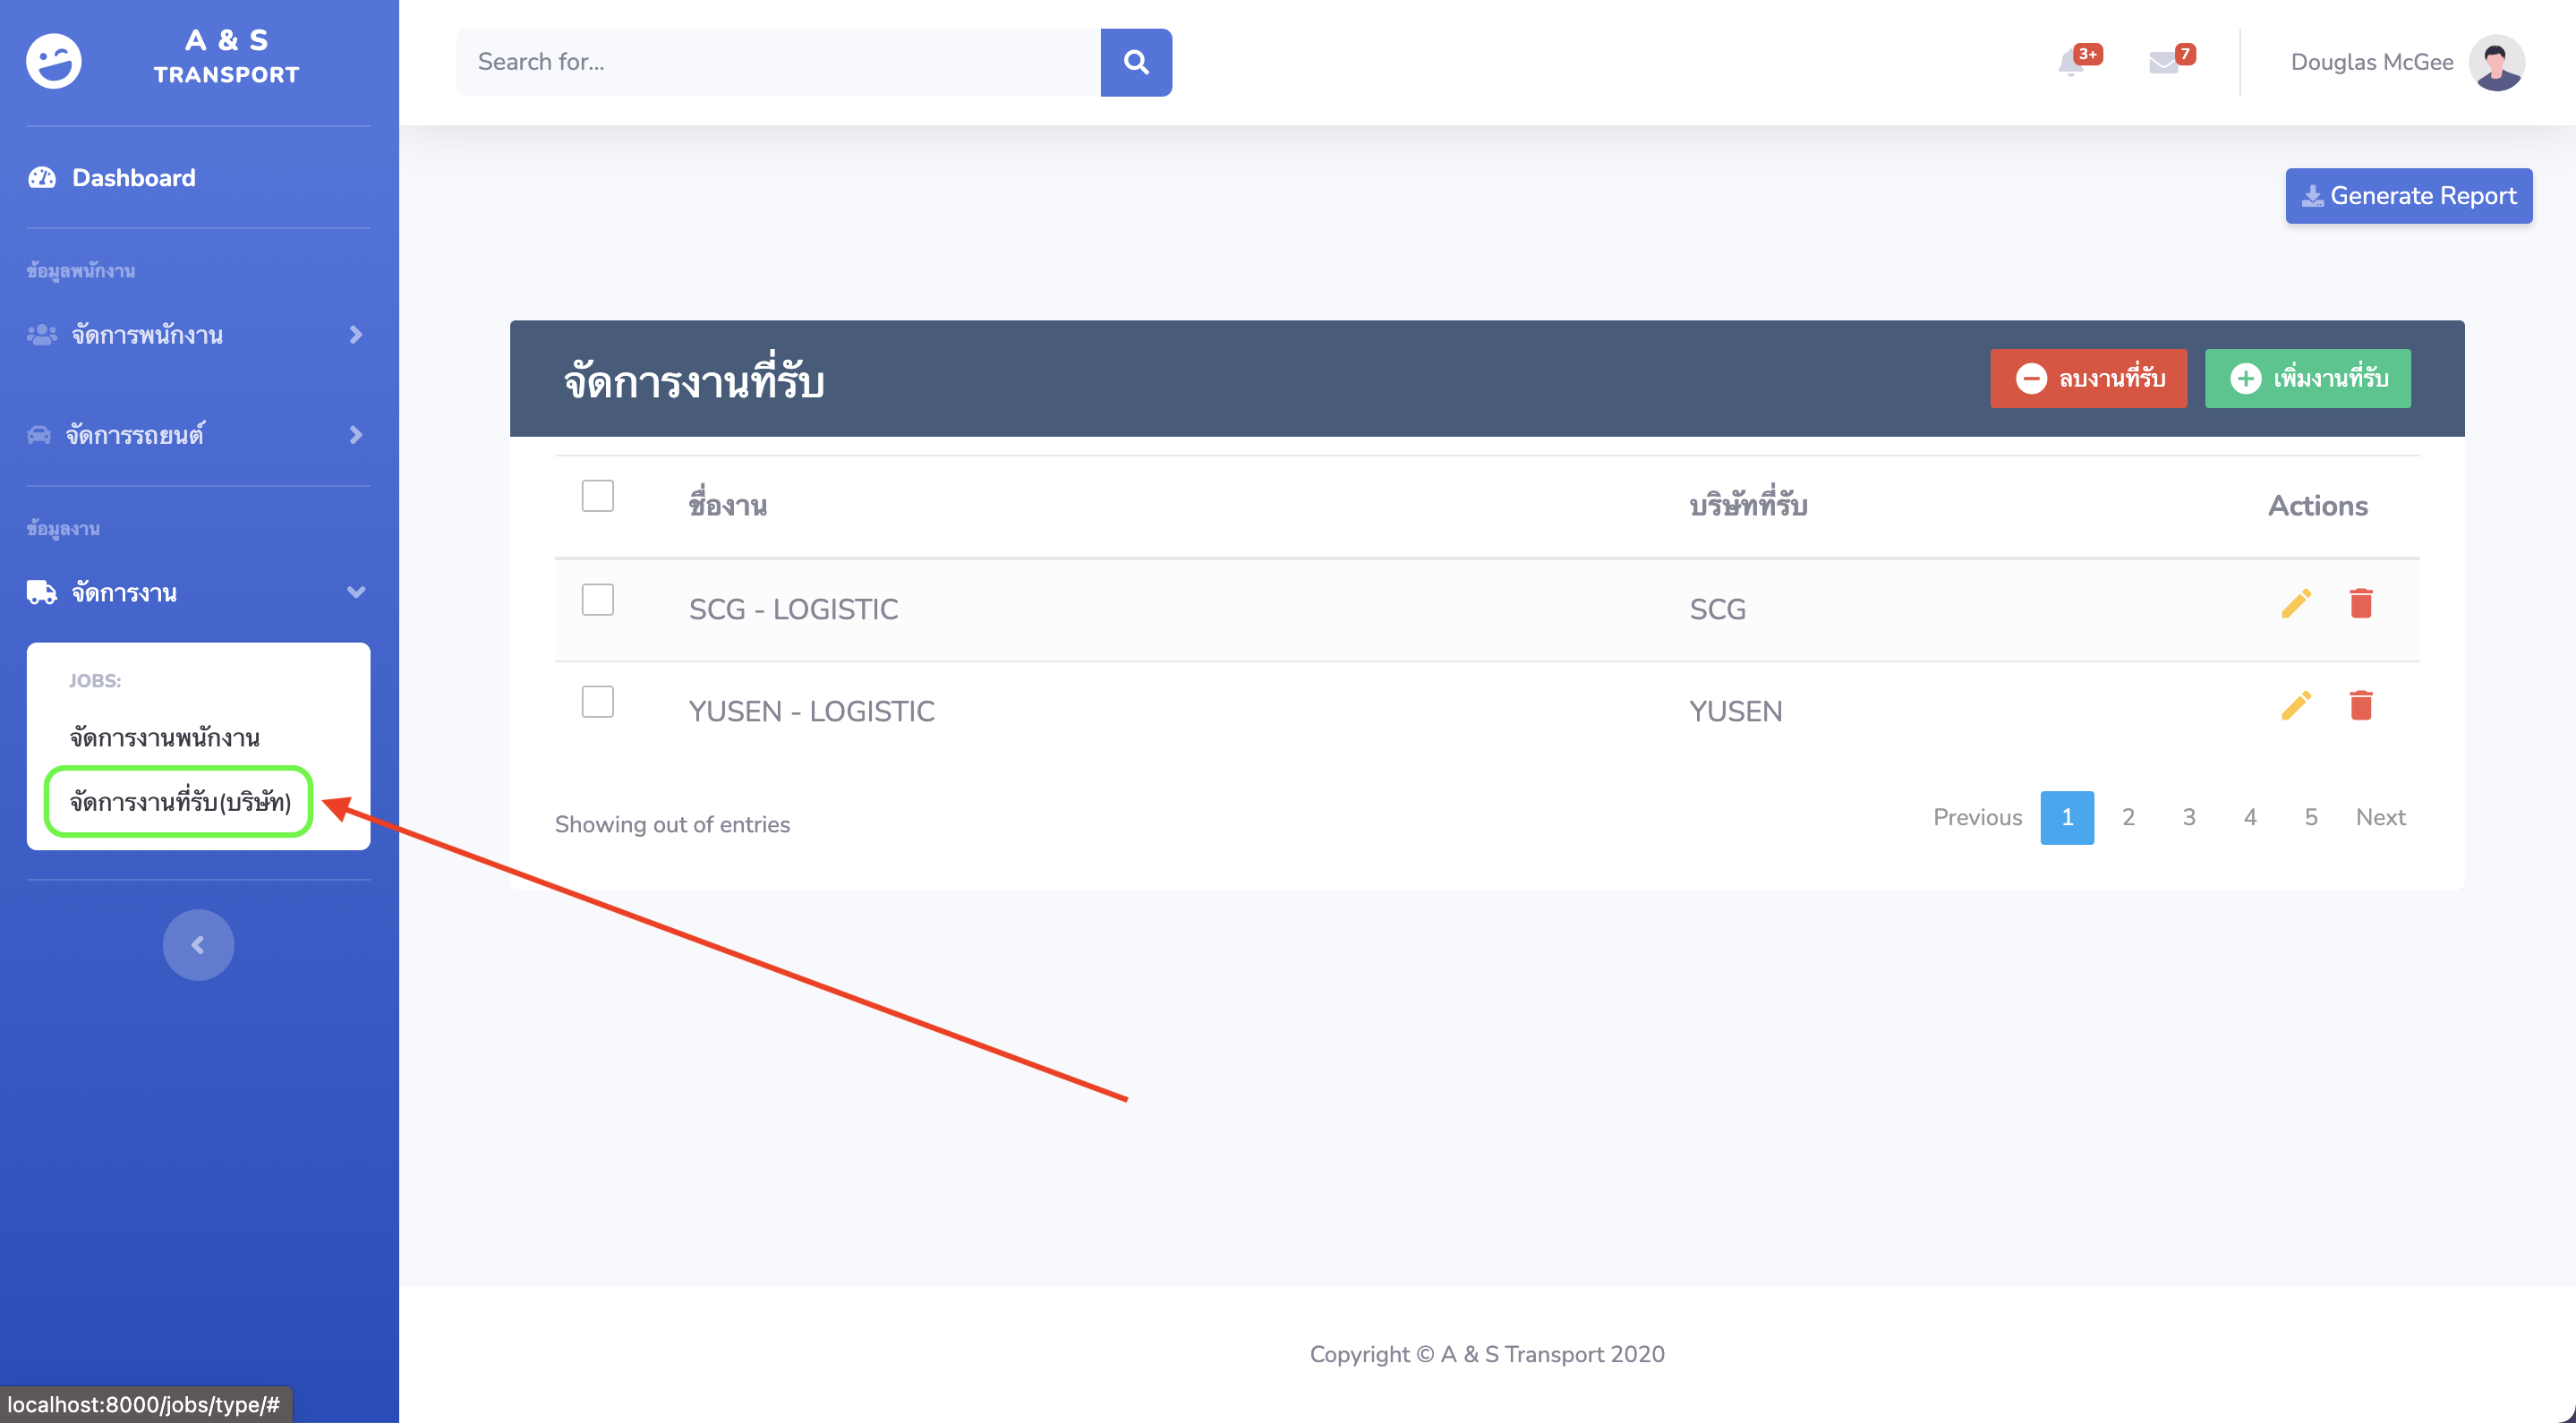 A & S
TRANSPORT
Search for...
3+
7
Douglas McGee
Dashboard
Generate Report
ข้อมูลพนักงาน
จัดการพนักงาน
จัดการรถยนต์
ข้อมูลงาน
จัดการงาน
JOBS:
จัดการงานพนักงาน
จัดการงานที่รับ(บริษัท)
จัดการงานที่รับ
ลบงานที่รับ
เพิ่มงานที่รับ
ชื่องาน บริษัทที่รับ Actions
SCG - LOGISTIC SCG
YUSEN - LOGISTIC YUSEN
Showing out of entries
Previous 1 2 3 4 5 Next
Copyright © A & S Transport 2020
localhost:8000/jobs/type/#